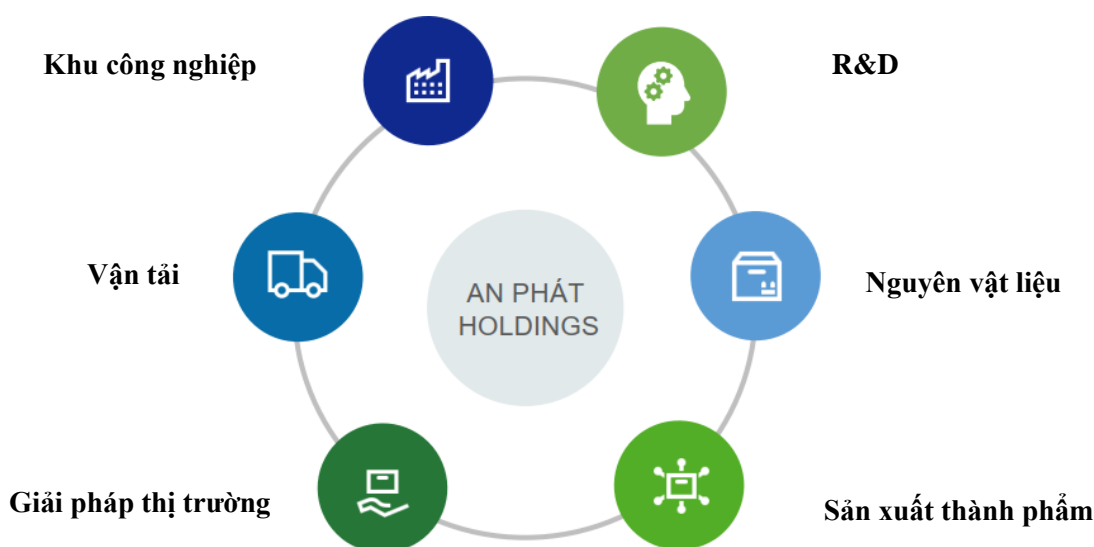 Khu công nghiệp
R&D
Vận tải
AN PHÁT
HOLDINGS
Nguyên vật liệu
Giải pháp thị trường
Sản xuất thành phẩm